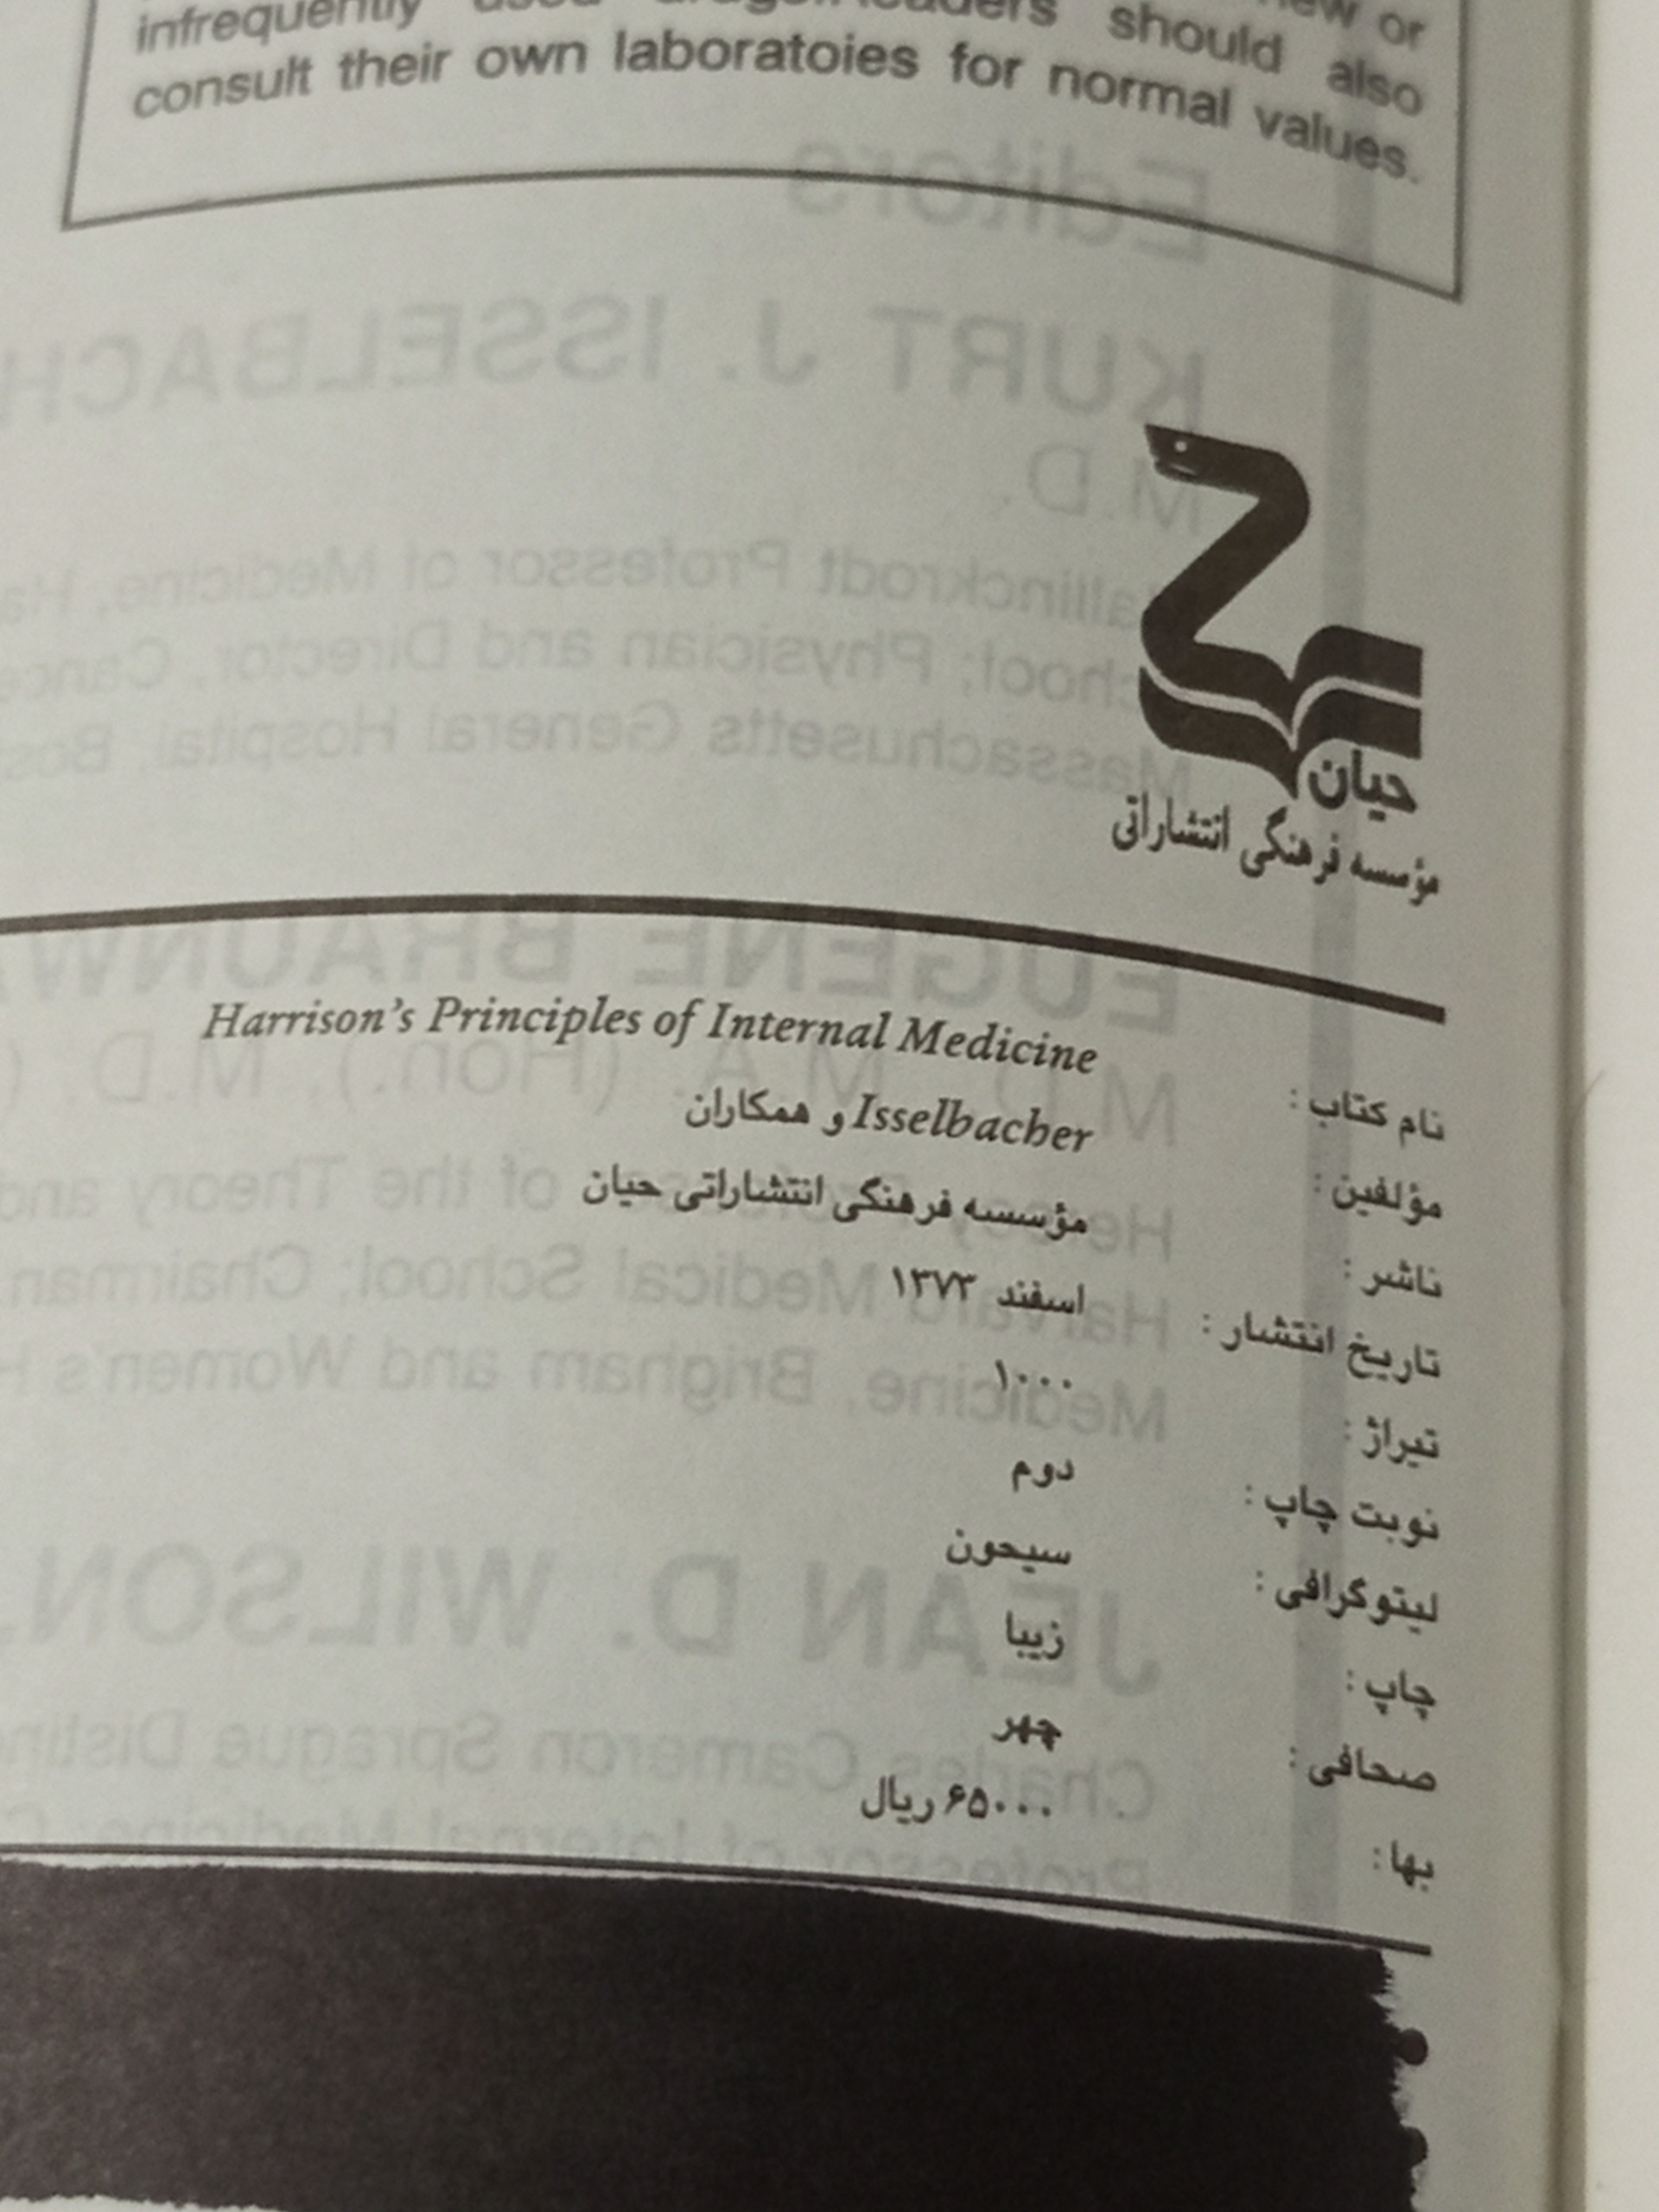 infrequently used should also
consult their own laboratoies for normal values.
حیان
مؤسسه فرهنگی انتشاراتی
نام کتاب : Harrison's Principles of Internal Medicine
مؤلفین : Isselbacher و همکاران
ناشر : مؤسسه فرهنگی انتشاراتی حیان
تاریخ انتشار : اسفند ۱۳۷۳
تیراژ : ۱۰۰۰
نوبت چاپ : دوم
لیتوگرافی : سیحون
چاپ : زیبا
صحافی : چهر
بها : ۶۵۰۰۰ ریال